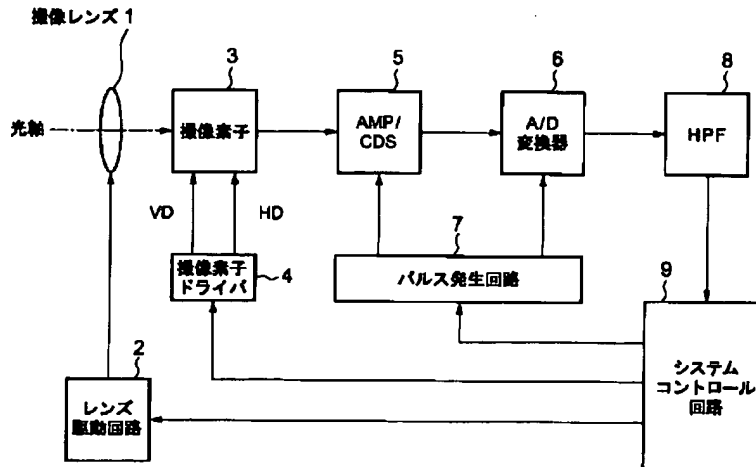 撮像レンズ 1
光軸
3
撮像素子
5
AMP/
CDS
6
A/D
変換器
8
HPF
VD
HD
撮像素子
ドライバ
4
7
パルス発生回路
9
システム
コントロール
回路
2
レンズ
駆動回路